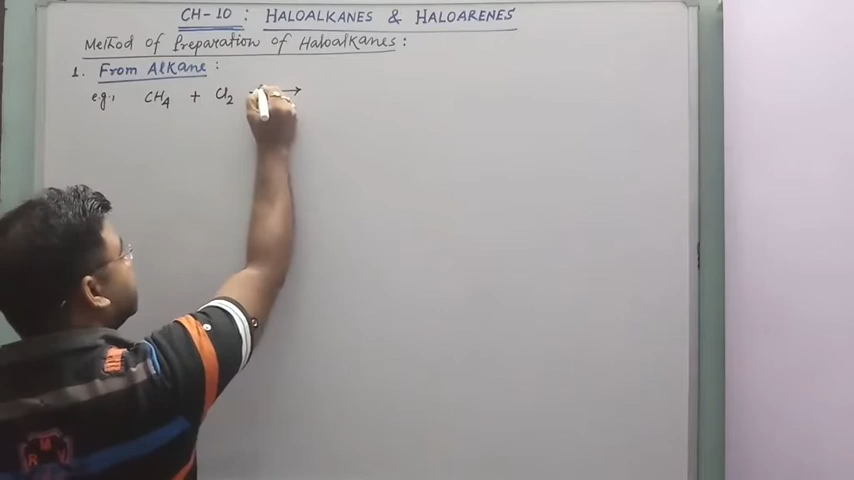 CH-10 : HALOALKANES & HALOARENES
Method of Preparation of Haloalkanes :
1. From Alkane :
e.g., CH₄ + Cl₂ →